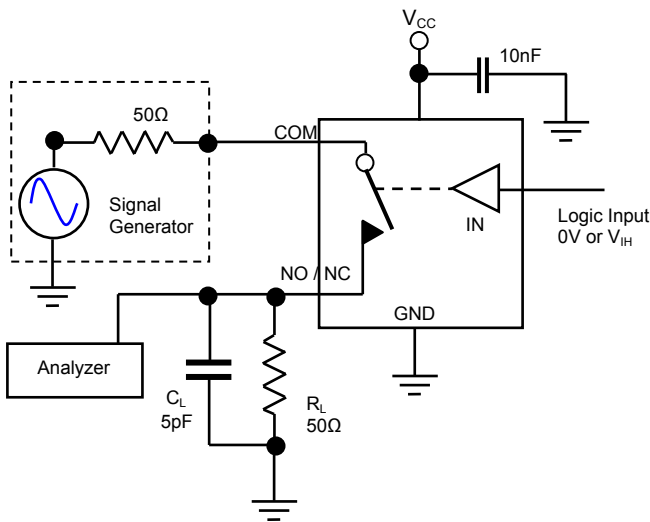 V_CC
10nF
50Ω
COM
Signal
Generator
IN
Logic Input
0V or V_IH
NO / NC
GND
Analyzer
C_L
5pF
R_L
50Ω